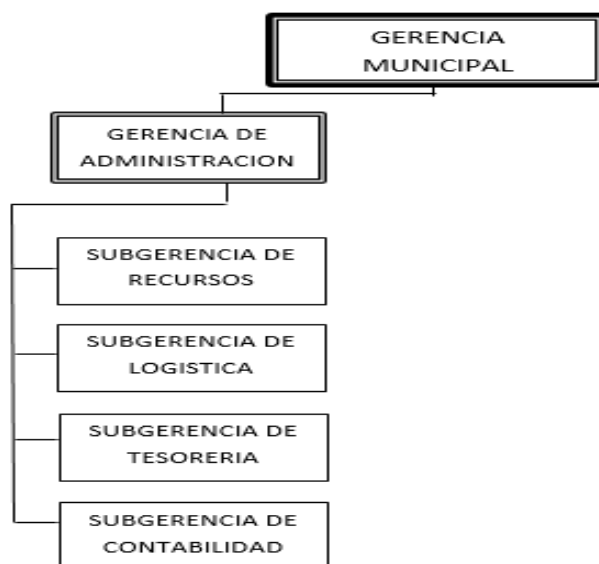 GERENCIA
MUNICIPAL
GERENCIA DE
ADMINISTRACION
SUBGERENCIA DE
RECURSOS
SUBGERENCIA DE
LOGISTICA
SUBGERENCIA DE
TESORERIA
SUBGERENCIA DE
CONTABILIDAD